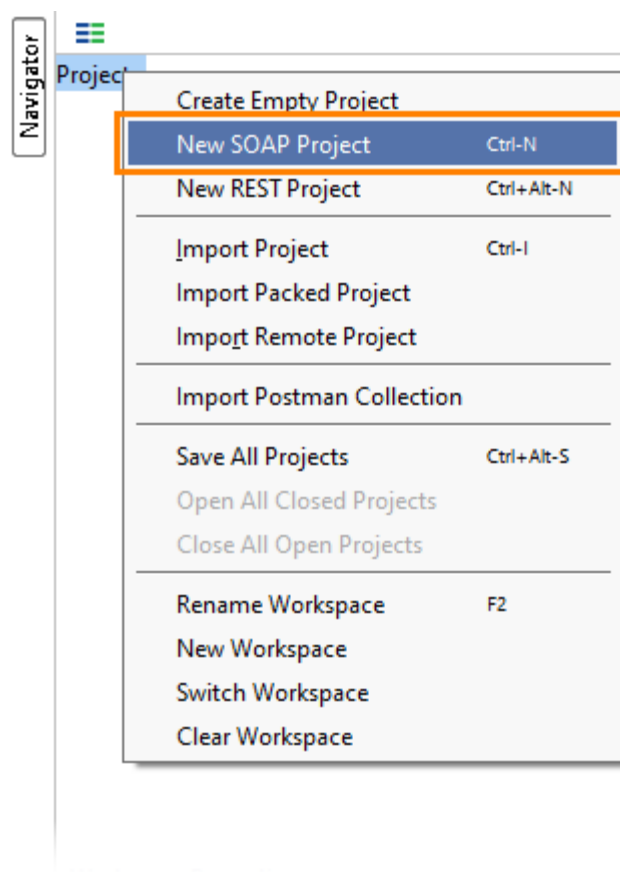 Navigator
Project
Create Empty Project
New SOAP Project Ctrl-N
New REST Project Ctrl+Alt-N
Import Project Ctrl-I
Import Packed Project
Import Remote Project
Import Postman Collection
Save All Projects Ctrl+Alt-S
Open All Closed Projects
Close All Open Projects
Rename Workspace F2
New Workspace
Switch Workspace
Clear Workspace